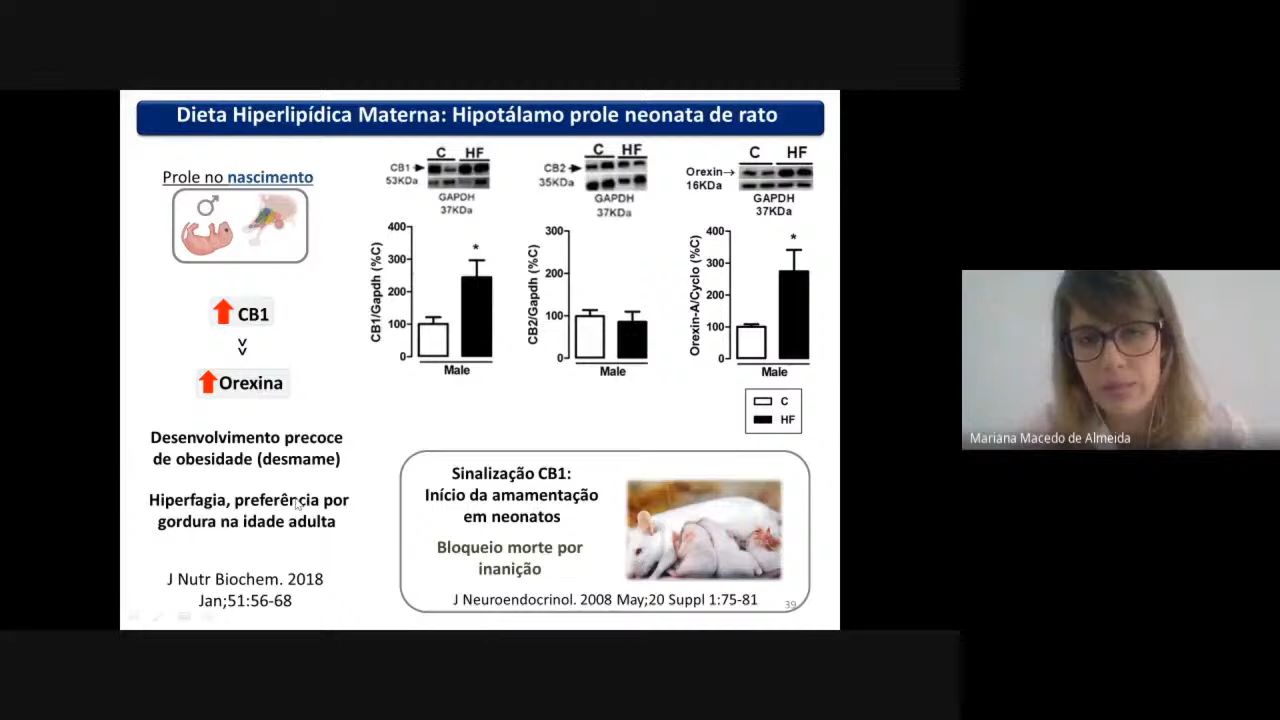 Dieta Hiperlipídica Materna: Hipotálamo prole neonata de rato
Prole no nascimento
CB1
Orexina
Desenvolvimento precoce
de obesidade (desmame)
Hiperfagia, preferência por
gordura na idade adulta
J Nutr Biochem. 2018
Jan;51:56-68
C HF
CB1
53KDa
GAPDH
37KDa
400
300
200
100
0
CB1/Gapdh (%C)
*
Male
C HF
CB2
35KDa
GAPDH
37KDa
300
200
100
0
CB2/Gapdh (%C)
Male
C HF
Orexin→
16KDa
GAPDH
37KDa
400
300
200
100
0
Orexin-A/Cyclo (%C)
*
Male
C
HF
Sinalização CB1:
Início da amamentação
em neonatos
Bloqueio morte por
inanição
J Neuroendocrinol. 2008 May;20 Suppl 1:75-81
39
Mariana Macedo de Almeida